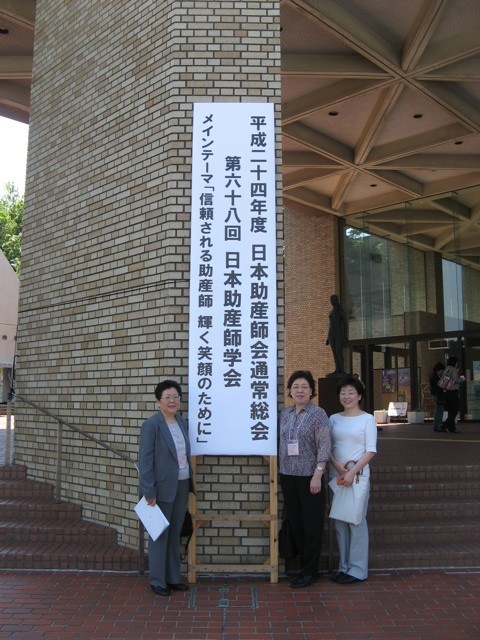 平成二十四年度 日本助産師会通常総会
第六十八回 日本助産師学会
メインテーマ「信頼される助産師 輝く笑顔のために」